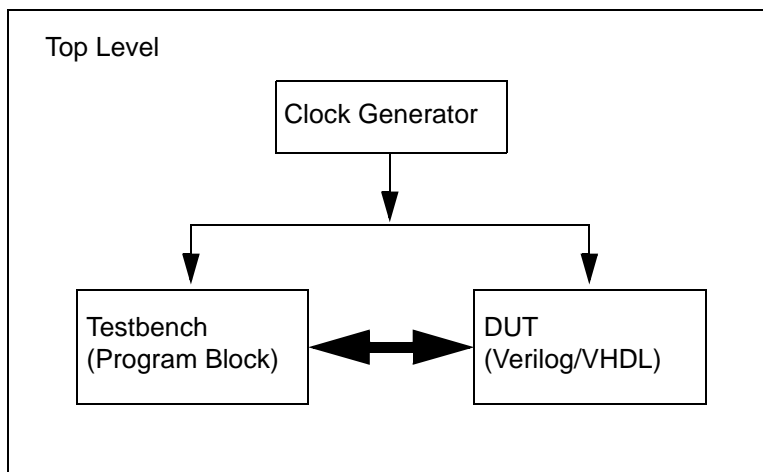 Top Level
Clock Generator
Testbench
(Program Block)
DUT
(Verilog/VHDL)